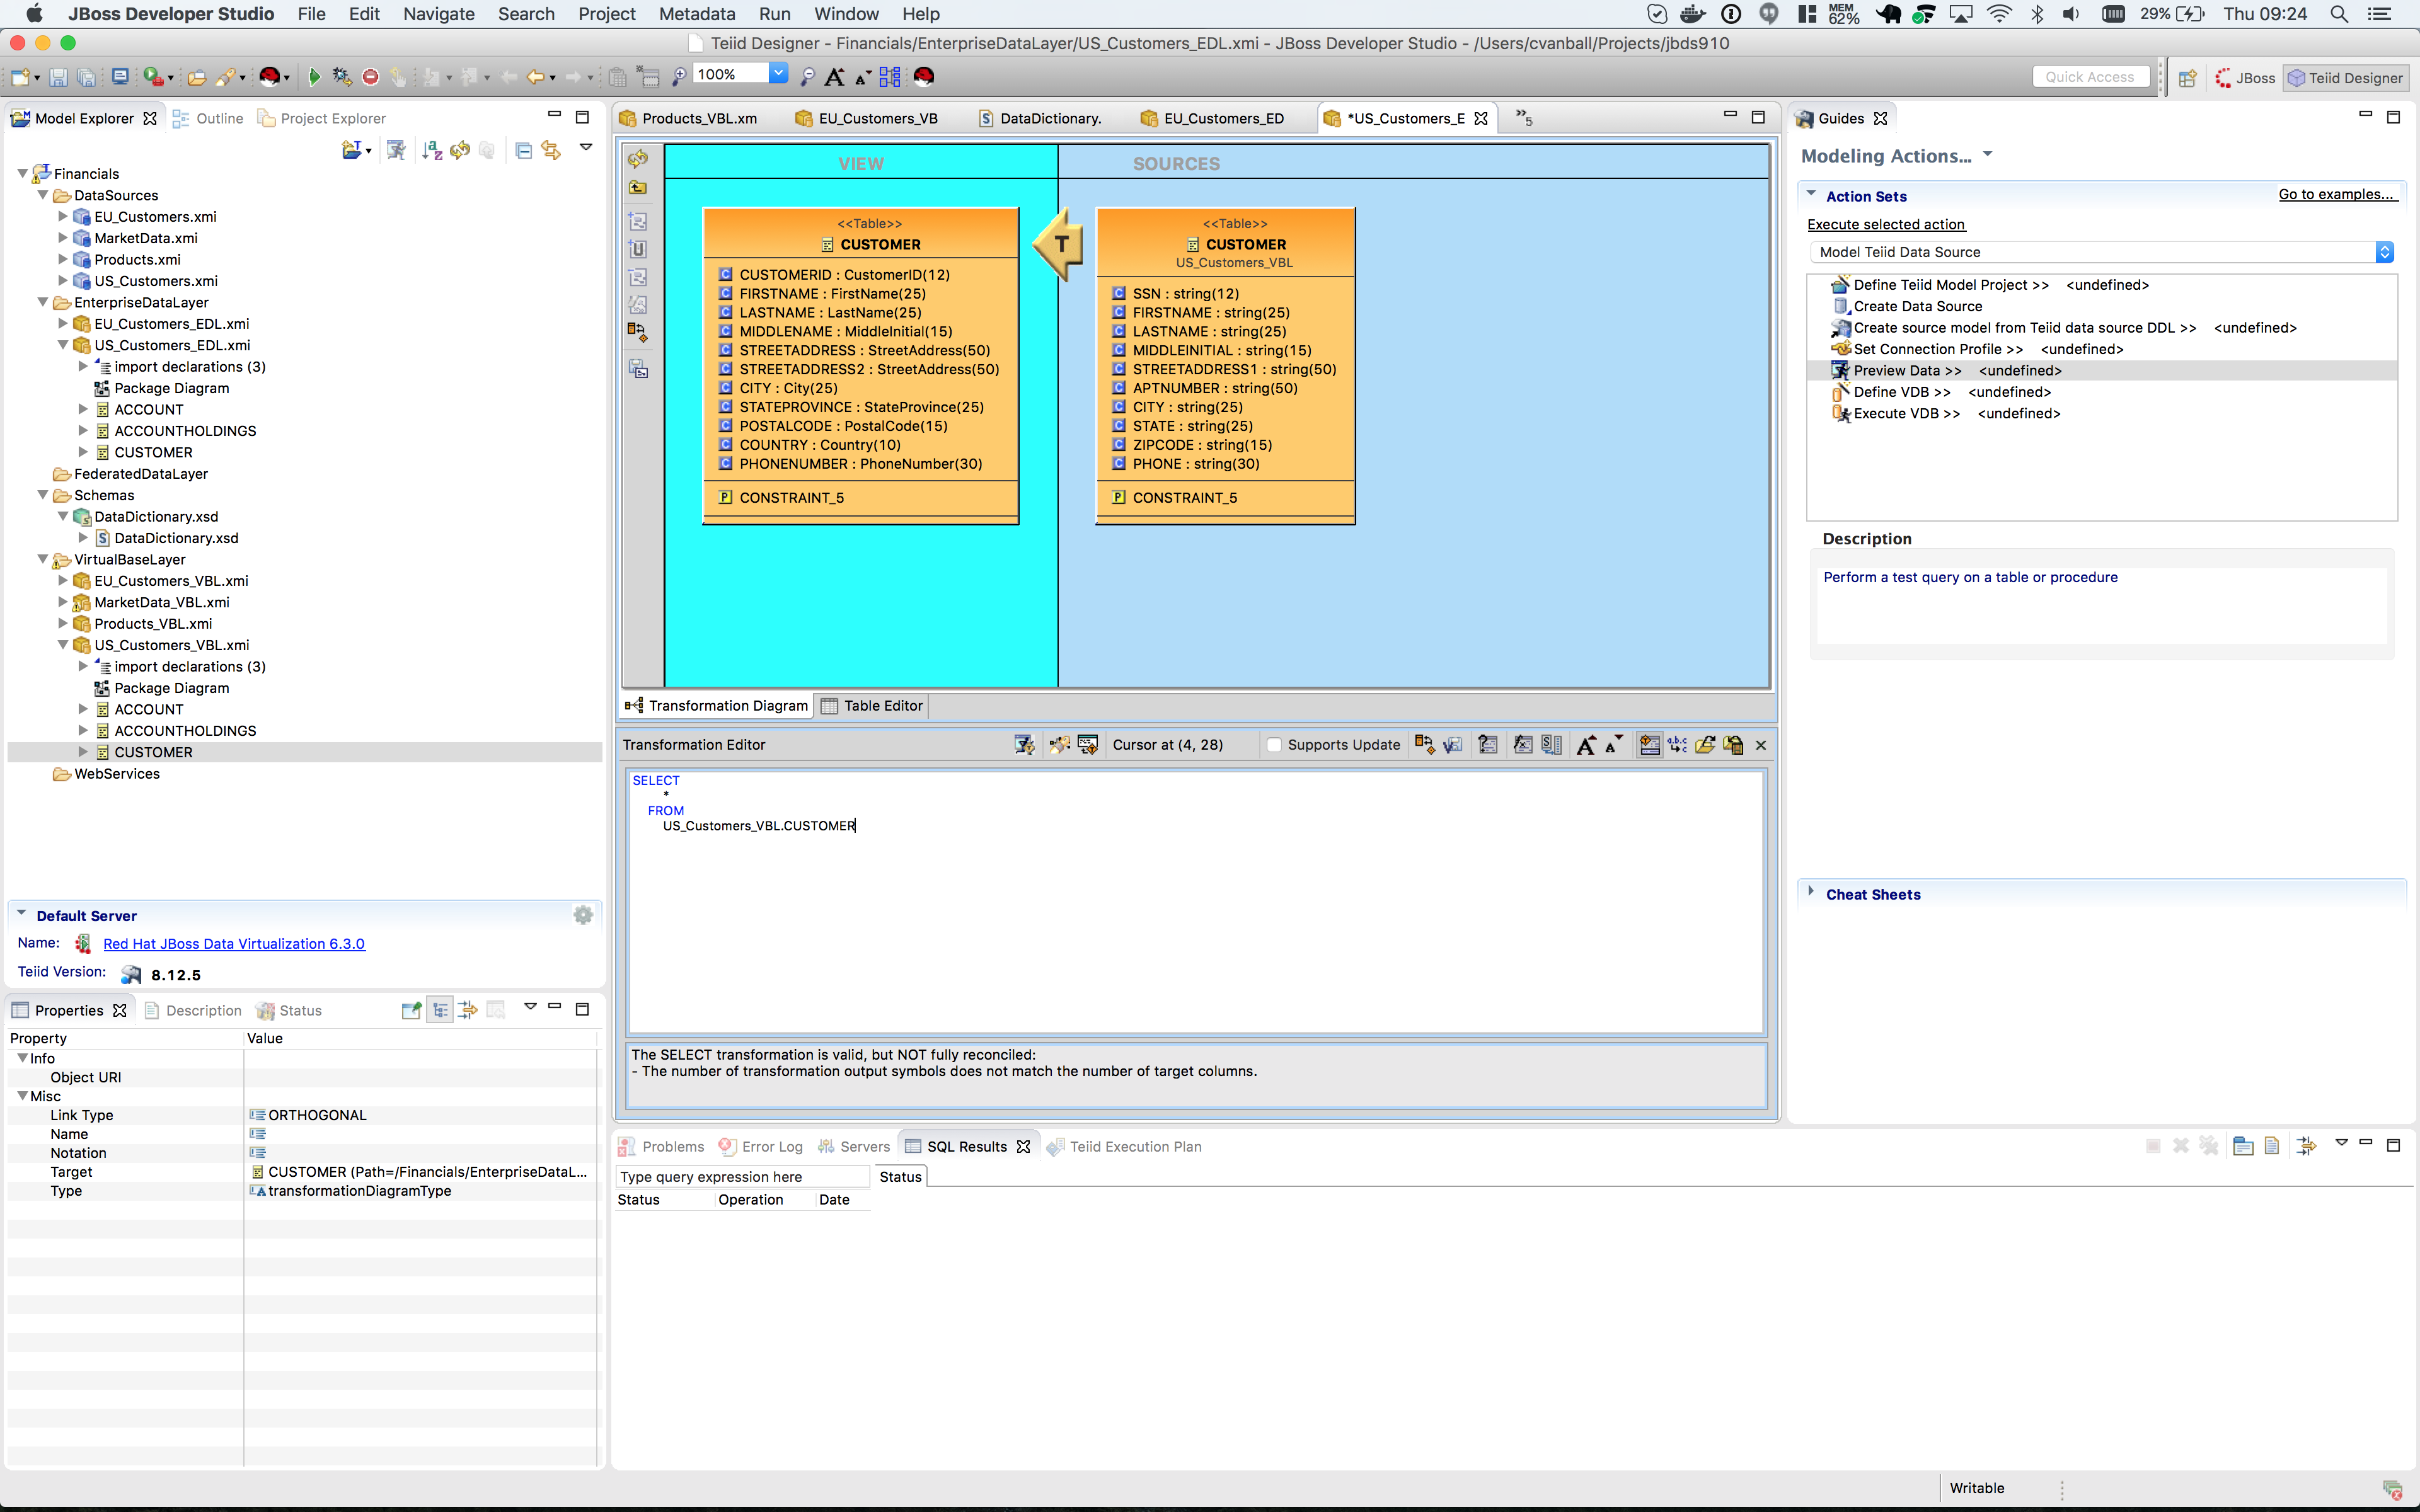 JBoss Developer Studio File Edit Navigate Search Project Metadata Run Window Help MEM 62% 29% Thu 09:24
Teiid Designer - Financials/EnterpriseDataLayer/US_Customers_EDL.xmi - JBoss Developer Studio - /Users/cvanball/Projects/jbds910
100% Quick Access JBoss Teiid Designer
Model Explorer Outline Project Explorer
Financials
DataSources
EU_Customers.xmi
MarketData.xmi
Products.xmi
US_Customers.xmi
EnterpriseDataLayer
EU_Customers_EDL.xmi
US_Customers_EDL.xmi
import declarations (3)
Package Diagram
ACCOUNT
ACCOUNTHOLDINGS
CUSTOMER
FederatedDataLayer
Schemas
DataDictionary.xsd
DataDictionary.xsd
VirtualBaseLayer
EU_Customers_VBL.xmi
MarketData_VBL.xmi
Products_VBL.xmi
US_Customers_VBL.xmi
import declarations (3)
Package Diagram
ACCOUNT
ACCOUNTHOLDINGS
CUSTOMER
WebServices
Default Server
Name: Red Hat JBoss Data Virtualization 6.3.0
Teiid Version: 8.12.5
Properties Description Status
Property Value
Info
Object URI
Misc
Link Type ORTHOGONAL
Name
Notation
Target CUSTOMER (Path=/Financials/EnterpriseDataL...
Type transformationDiagramType
Products_VBL.xm EU_Customers_VB DataDictionary. EU_Customers_ED *US_Customers_E »5
VIEW SOURCES
<<Table>>
CUSTOMER
CUSTOMERID : CustomerID(12)
FIRSTNAME : FirstName(25)
LASTNAME : LastName(25)
MIDDLENAME : MiddleInitial(15)
STREETADDRESS : StreetAddress(50)
STREETADDRESS2 : StreetAddress(50)
CITY : City(25)
STATEPROVINCE : StateProvince(25)
POSTALCODE : PostalCode(15)
COUNTRY : Country(10)
PHONENUMBER : PhoneNumber(30)
CONSTRAINT_5
T
<<Table>>
CUSTOMER
US_Customers_VBL
SSN : string(12)
FIRSTNAME : string(25)
LASTNAME : string(25)
MIDDLEINITIAL : string(15)
STREETADDRESS1 : string(50)
APTNUMBER : string(50)
CITY : string(25)
STATE : string(25)
ZIPCODE : string(15)
PHONE : string(30)
CONSTRAINT_5
Transformation Diagram Table Editor
Transformation Editor Cursor at (4, 28) Supports Update
SELECT
*
FROM
US_Customers_VBL.CUSTOMER
The SELECT transformation is valid, but NOT fully reconciled:
- The number of transformation output symbols does not match the number of target columns.
Problems Error Log Servers SQL Results Teiid Execution Plan
Type query expression here Status
Status Operation Date
Guides
Modeling Actions...
Action Sets Go to examples...
Execute selected action
Model Teiid Data Source
Define Teiid Model Project >> <undefined>
Create Data Source
Create source model from Teiid data source DDL >> <undefined>
Set Connection Profile >> <undefined>
Preview Data >> <undefined>
Define VDB >> <undefined>
Execute VDB >> <undefined>
Description
Perform a test query on a table or procedure
Cheat Sheets
Writable